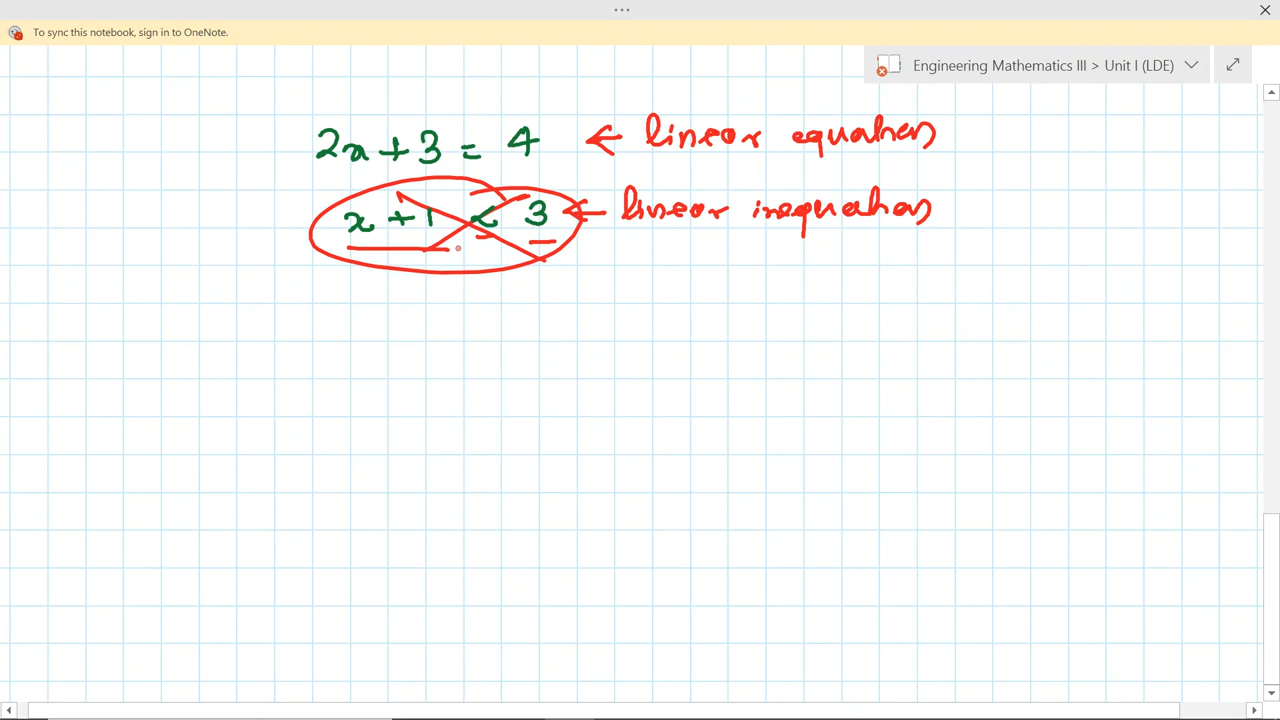 To sync this notebook, sign in to OneNote.
Engineering Mathematics III > Unit I (LDE)
2x + 3 = 4 ← linear equation
x + 1 < 3 ← linear inequation